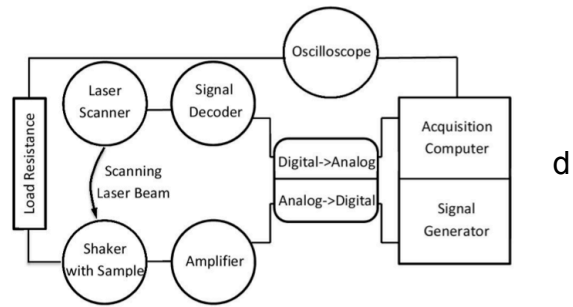 Oscilloscope
Laser
Scanner
Signal
Decoder
Load Resistance
Scanning
Laser Beam
Digital->Analog
Analog->Digital
Acquisition
Computer
Signal
Generator
Shaker
with Sample
Amplifier
d